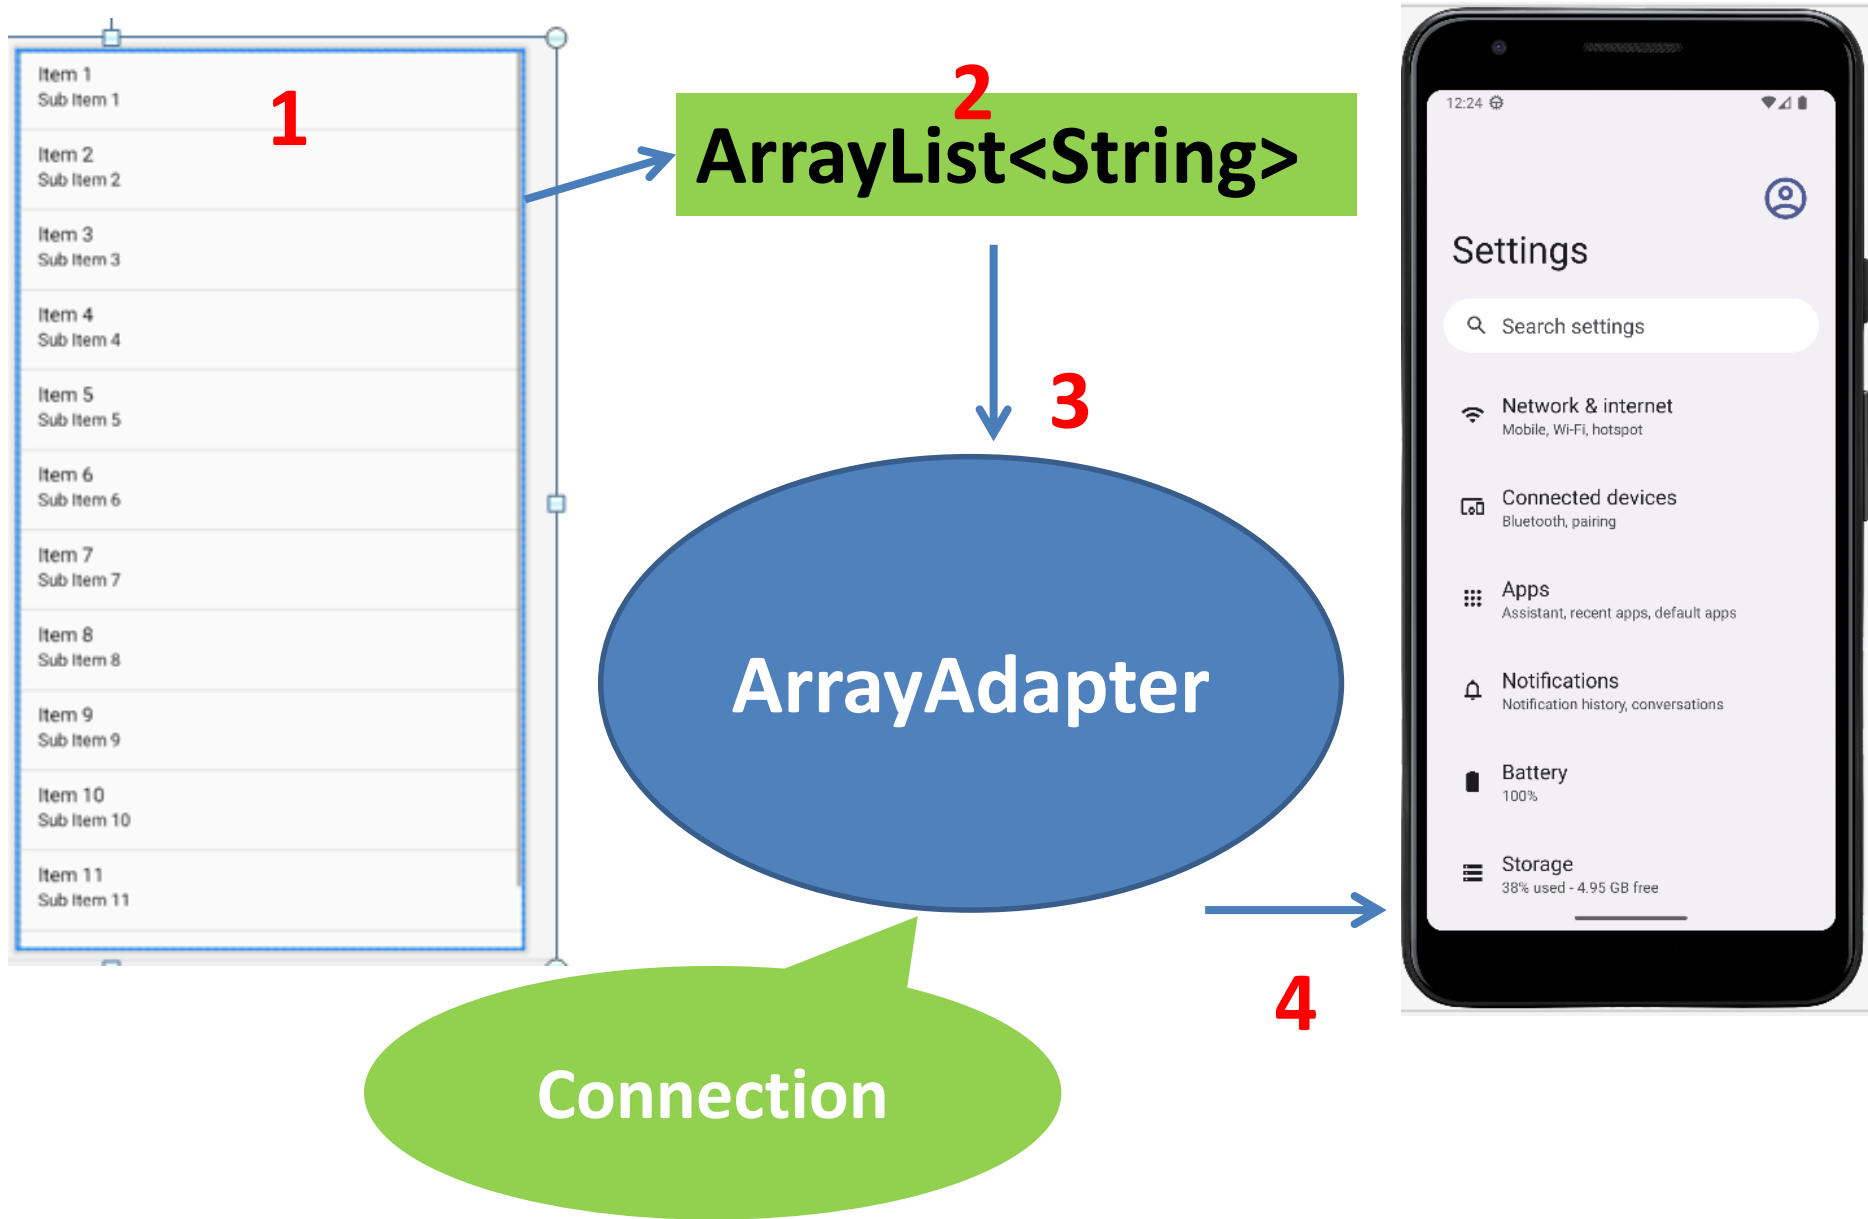 Item 1
Sub Item 1
Item 2
Sub Item 2
Item 3
Sub Item 3
Item 4
Sub Item 4
Item 5
Sub Item 5
Item 6
Sub Item 6
Item 7
Sub Item 7
Item 8
Sub Item 8
Item 9
Sub Item 9
Item 10
Sub Item 10
Item 11
Sub Item 11
1
2
ArrayList<String>
3
ArrayAdapter
Connection
4
12:24
Settings
Search settings
Network & internet
Mobile, Wi-Fi, hotspot
Connected devices
Bluetooth, pairing
Apps
Assistant, recent apps, default apps
Notifications
Notification history, conversations
Battery
100%
Storage
38% used - 4.95 GB free